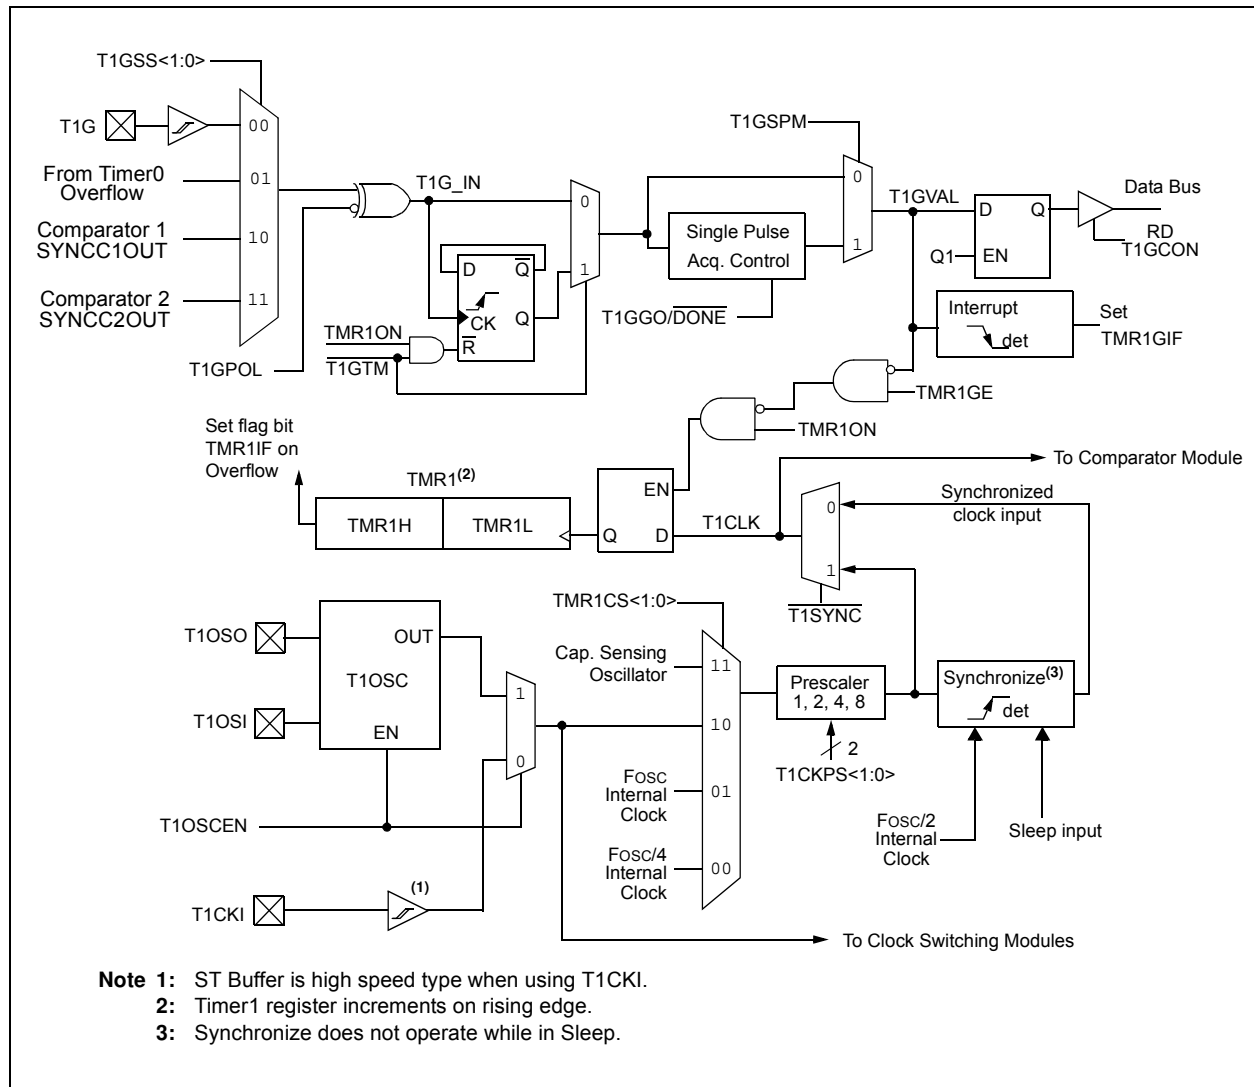 T1GSS<1:0>
T1G
00
From Timer0
Overflow
01
Comparator 1
SYNCC1OUT
10
Comparator 2
SYNCC2OUT
11
T1GPOL
T1G_IN
0
1
D
Q
CK
Q
R
TMR1ON
T1GTM
T1GSPM
Single Pulse
Acq. Control
T1GGO/DONE
0
1
T1GVAL
D
Q
Q1
EN
Data Bus
RD
T1GCON
Interrupt
det
Set
TMR1GIF
TMR1GE
TMR1ON
Set flag bit
TMR1IF on
Overflow
TMR1(2)
TMR1H
TMR1L
EN
Q
D
T1CLK
To Comparator Module
0
1
Synchronized
clock input
T1SYNC
TMR1CS<1:0>
T1OSO
OUT
T1OSC
T1OSI
EN
1
0
T1OSCEN
(1)
T1CKI
Cap. Sensing
Oscillator
11
10
FOSC
Internal
Clock
01
FOSC/4
Internal
Clock
00
Prescaler
1, 2, 4, 8
2
T1CKPS<1:0>
Synchronize(3)
det
FOSC/2
Internal
Clock
Sleep input
To Clock Switching Modules
Note 1: ST Buffer is high speed type when using T1CKI.
2: Timer1 register increments on rising edge.
3: Synchronize does not operate while in Sleep.